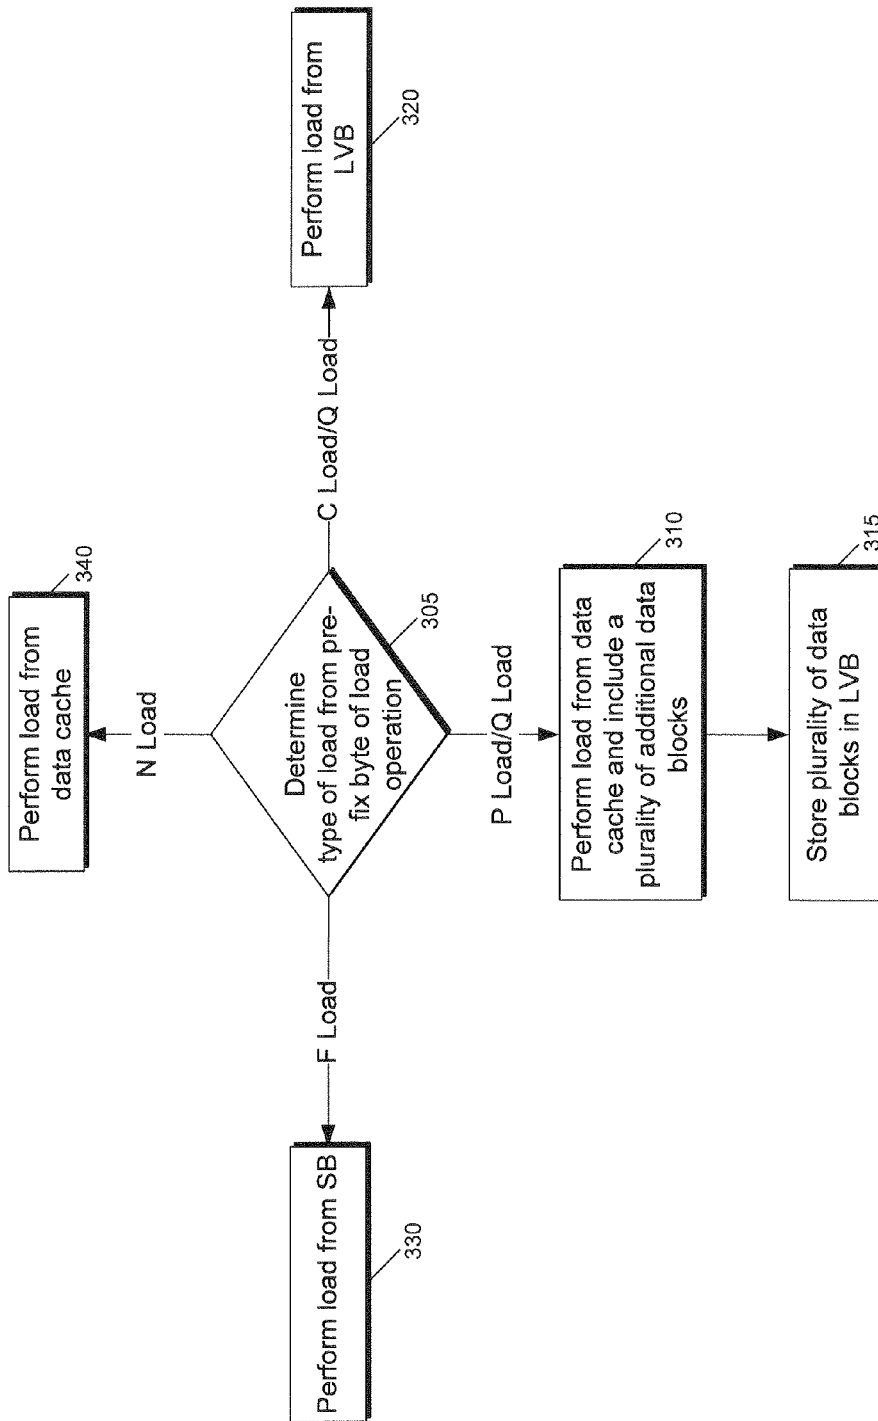 Perform load from
data cache
340
N Load
Determine
type of load from pre-
fix byte of load
operation
305
F Load
Perform load from SB
330
C Load/Q Load
Perform load from
LVB
320
P Load/Q Load
Perform load from data
cache and include a
plurality of additional data
blocks
310
Store plurality of data
blocks in LVB
315